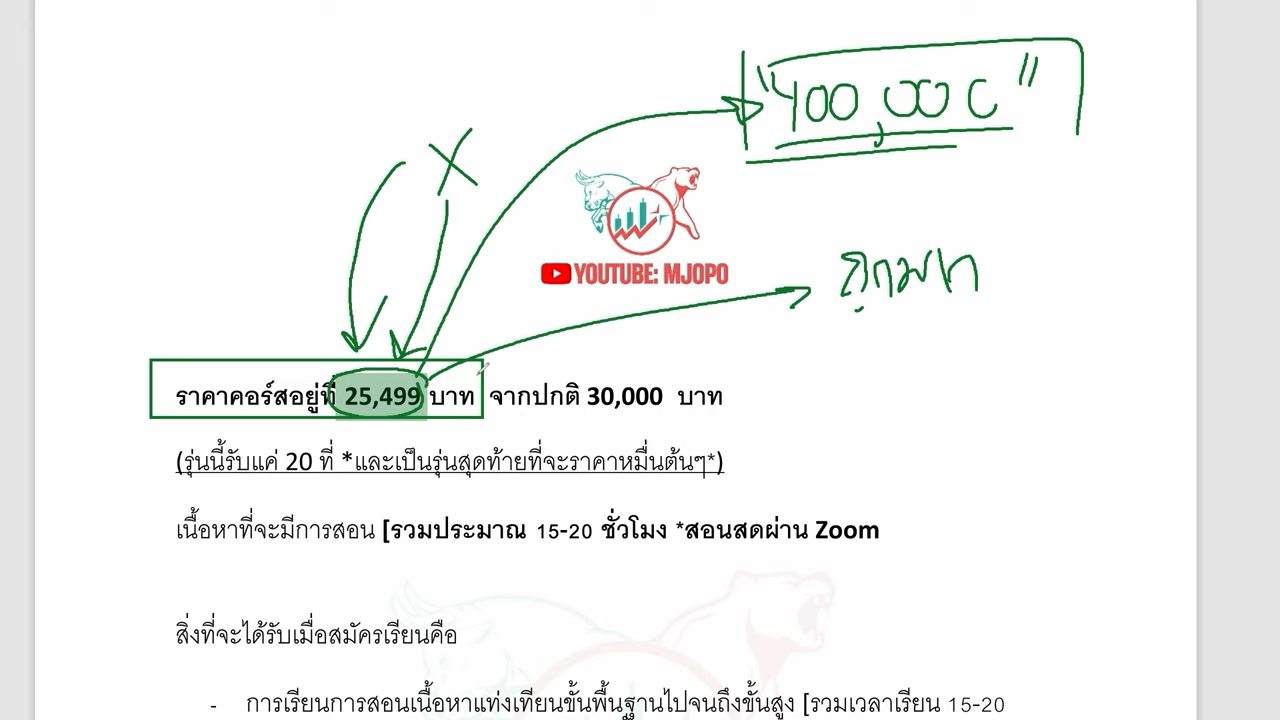 "400,000"
YOUTUBE: MJOPO
ถูกมาก
ราคาคอร์สอยู่ที่ 25,499 บาท จากปกติ 30,000 บาท
(รุ่นนี้รับแค่ 20 ที่ *และเป็นรุ่นสุดท้ายที่จะราคาหมื่นต้นๆ*)
เนื้อหาที่จะมีการสอน [รวมประมาณ 15-20 ชั่วโมง *สอนสดผ่าน Zoom
สิ่งที่จะได้รับเมื่อสมัครเรียนคือ
- การเรียนการสอนเนื้อหาแท่งเทียนขั้นพื้นฐานไปจนถึงขั้นสูง [รวมเวลาเรียน 15-20